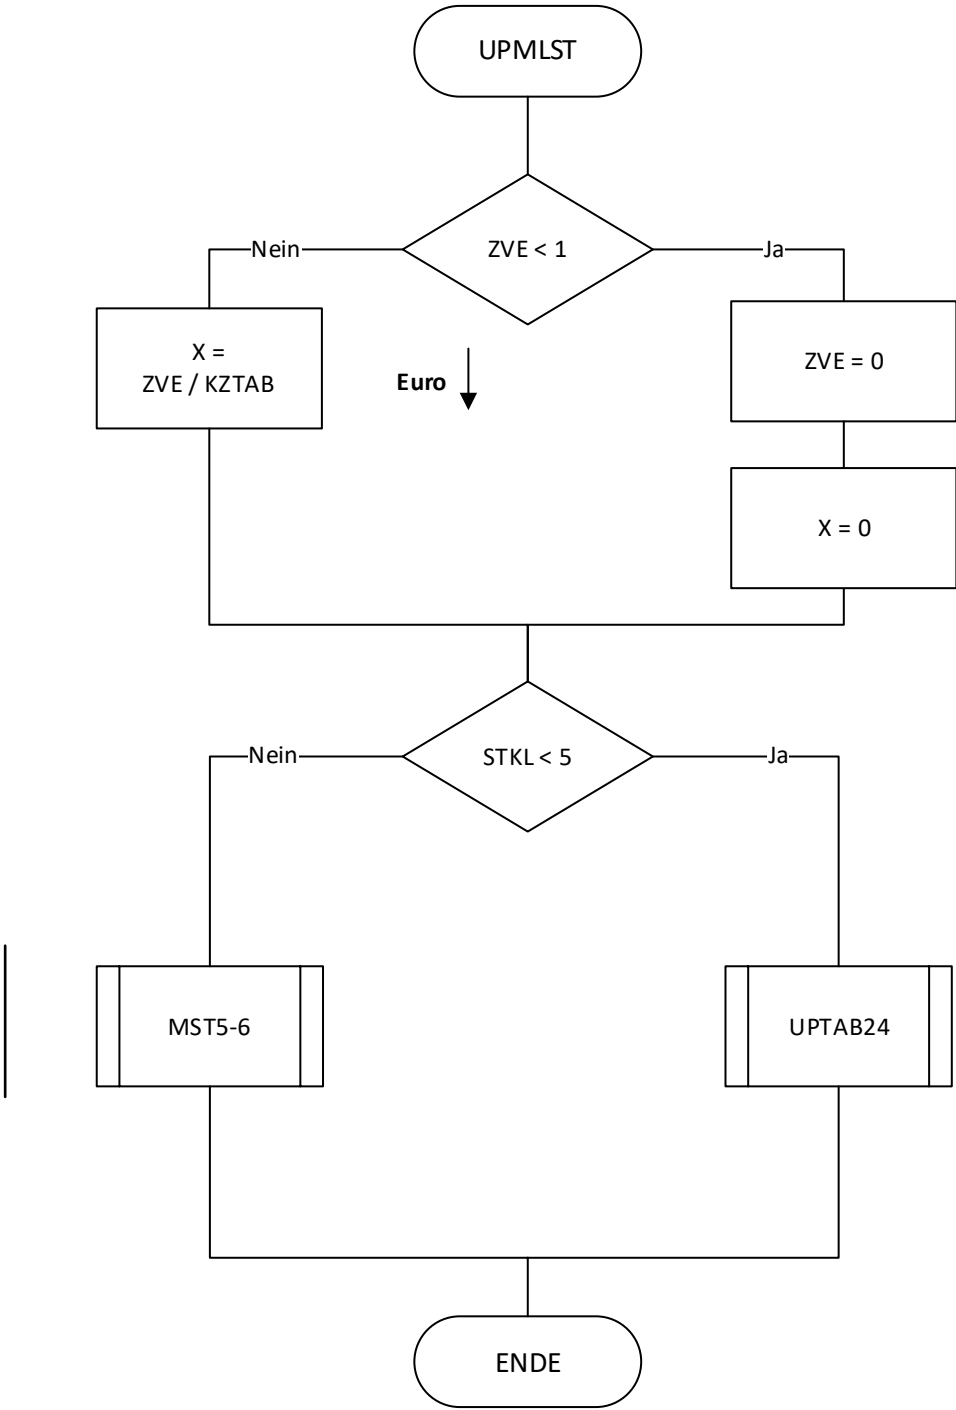 UPMLST
ZVE < 1
Nein
Ja
X =
ZVE / KZTAB
Euro
ZVE = 0
X = 0
STKL < 5
Nein
Ja
MST5-6
UPTAB24
ENDE